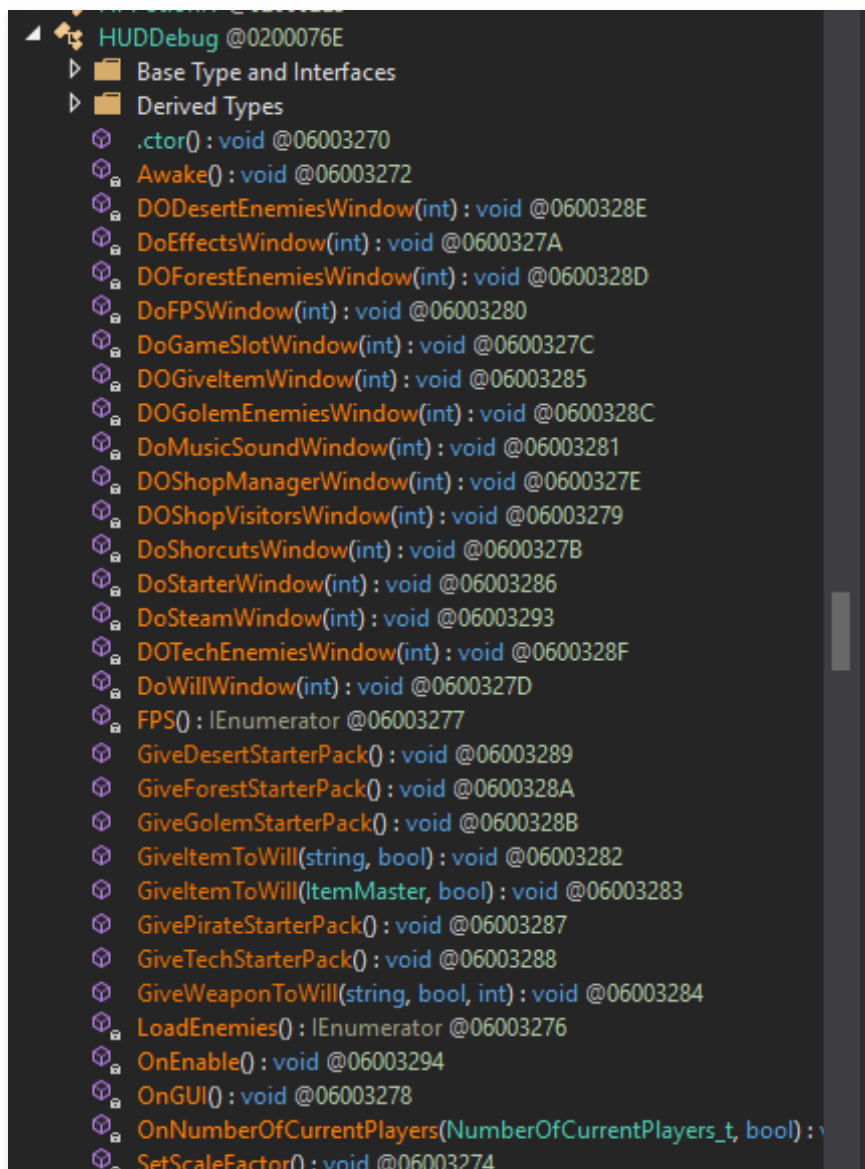 HUDDebug @0200076E
Base Type and Interfaces
Derived Types
.ctor() : void @06003270
Awake() : void @06003272
DODesertEnemiesWindow(int) : void @0600328E
DoEffectsWindow(int) : void @0600327A
DOForestEnemiesWindow(int) : void @0600328D
DoFPSWindow(int) : void @06003280
DoGameSlotWindow(int) : void @0600327C
DOGiveItemWindow(int) : void @06003285
DOGolemEnemiesWindow(int) : void @0600328C
DoMusicSoundWindow(int) : void @06003281
DOShopManagerWindow(int) : void @0600327E
DOShopVisitorsWindow(int) : void @06003279
DoShorcutsWindow(int) : void @0600327B
DoStarterWindow(int) : void @06003286
DoSteamWindow(int) : void @06003293
DOTechEnemiesWindow(int) : void @0600328F
DoWillWindow(int) : void @0600327D
FPS() : IEnumerator @06003277
GiveDesertStarterPack() : void @06003289
GiveForestStarterPack() : void @0600328A
GiveGolemStarterPack() : void @0600328B
GiveItemToWill(string, bool) : void @06003282
GiveItemToWill(ItemMaster, bool) : void @06003283
GivePirateStarterPack() : void @06003287
GiveTechStarterPack() : void @06003288
GiveWeaponToWill(string, bool, int) : void @06003284
LoadEnemies() : IEnumerator @06003276
OnEnable() : void @06003294
OnGUI() : void @06003278
OnNumberOfCurrentPlayers(NumberOfCurrentPlayers_t, bool) :
SetScaleFactor() : void @06003274